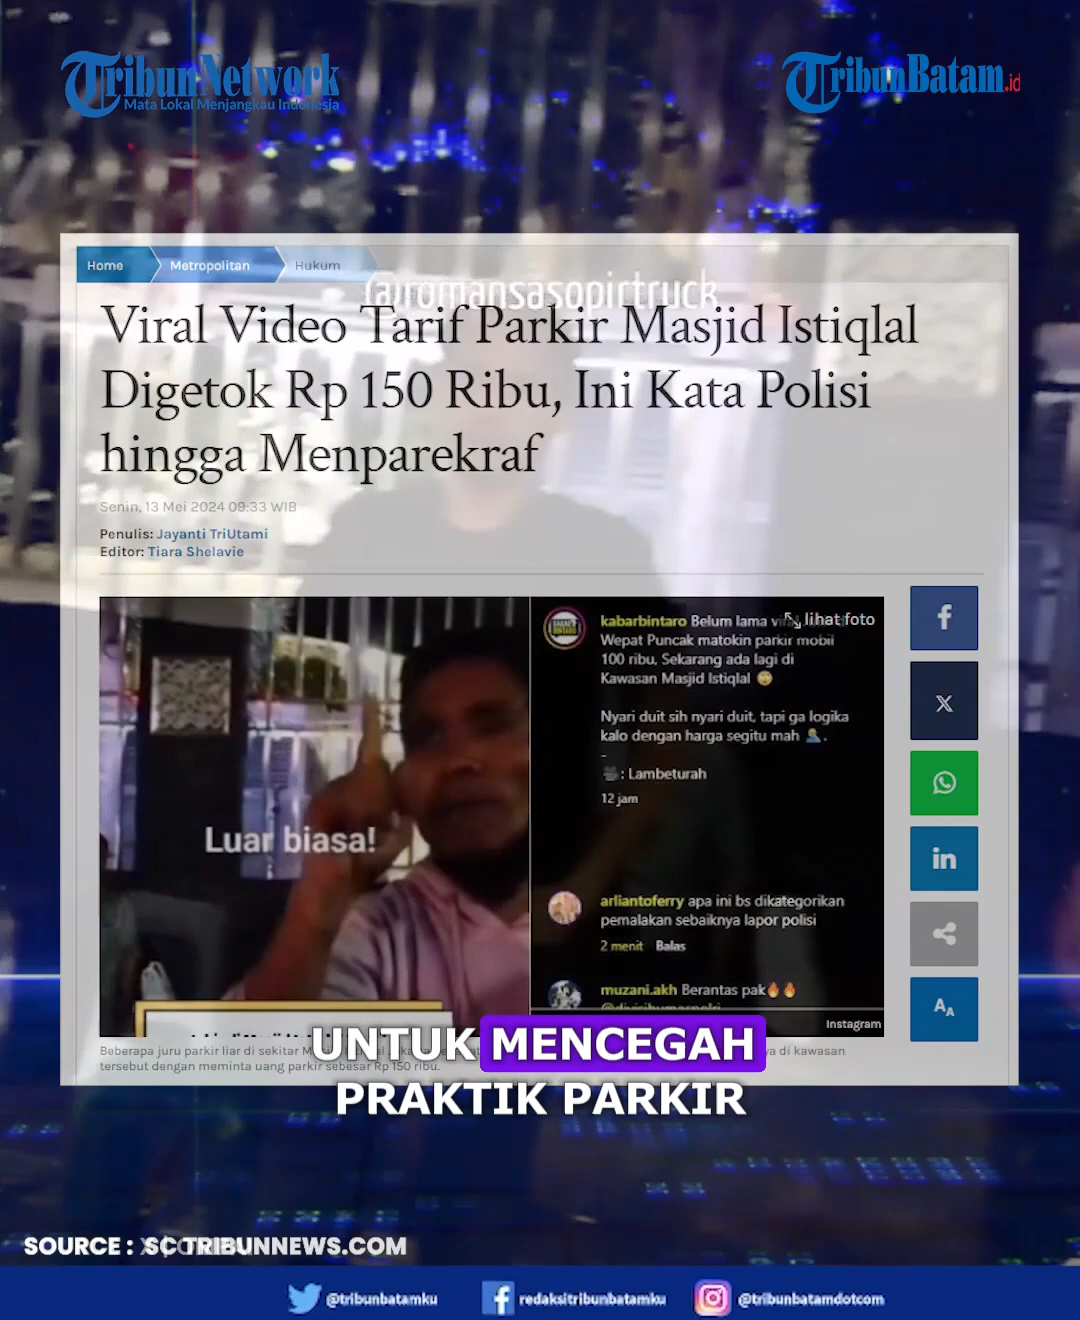 TribunNetwork
Mata Lokal Menjangkau Indonesia
TribunBatam.id
Home Metropolitan Hukum
@romansasopirtruck
Viral Video Tarif Parkir Masjid Istiqlal
Digetok Rp 150 Ribu, Ini Kata Polisi
hingga Menparekraf
Senin, 13 Mei 2024 09:33 WIB
Penulis: Jayanti TriUtami
Editor: Tiara Shelavie
lihat foto
kabarbintaro Belum lama
Wepat Puncak matokin parkir mobil
100 ribu, Sekarang ada lagi di
Kawasan Masjid Istiqlal 🙄
Nyari duit sih nyari duit, tapi ga logika
kalo dengan harga segitu mah 🤦‍♂️.
-
🎥: Lambeturah
12 jam
Luar biasa!
arliantoferry apa ini bs dikategorikan
pemalakan sebaiknya lapor polisi
2 menit Balas
muzani.akh Berantas pak🔥🔥
Instagram
Beberapa juru parkir liar di sekitar di kawasan
tersebut dengan meminta uang parkir sebesar Rp 150 ribu.
UNTUK MENCEGAH
PRAKTIK PARKIR
SOURCE : SC TRIBUNNEWS.COM
@tribunbatamku redaksitribunbatamku @tribunbatamdotcom